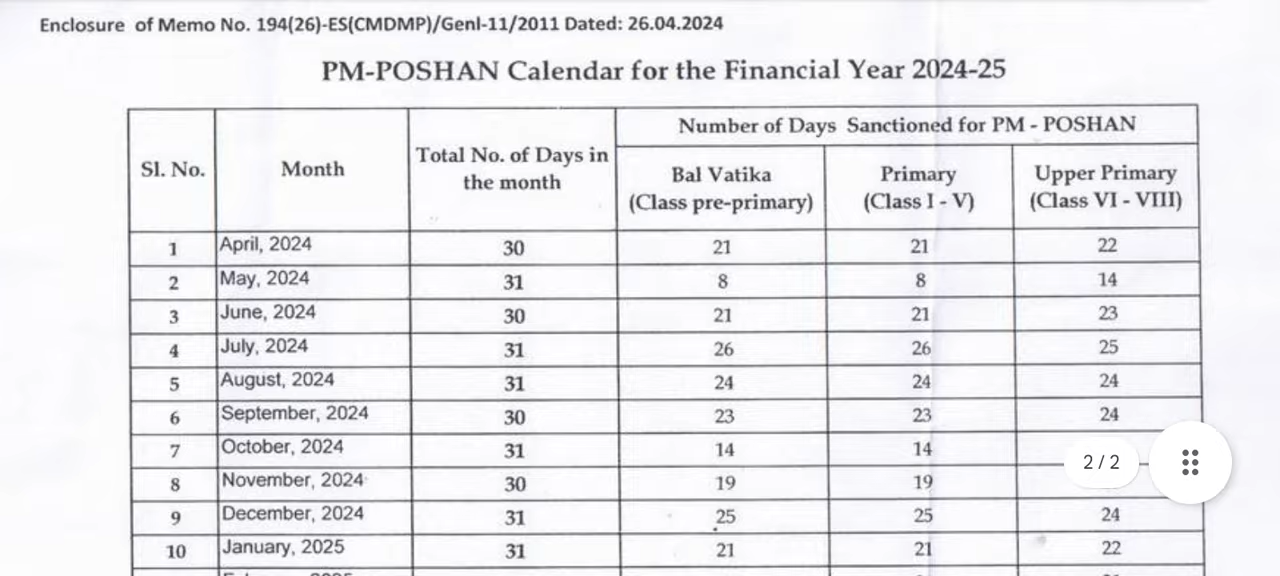 Enclosure of Memo No. 194(26)-ES(CMDMP)/Genl-11/2011 Dated: 26.04.2024
PM-POSHAN Calendar for the Financial Year 2024-25
Sl. No. Month Total No. of Days in the month Number of Days Sanctioned for PM - POSHAN
Bal Vatika (Class pre-primary) Primary (Class I - V) Upper Primary (Class VI - VIII)
1 April, 2024 30 21 21 22
2 May, 2024 31 8 8 14
3 June, 2024 30 21 21 23
4 July, 2024 31 26 26 25
5 August, 2024 31 24 24 24
6 September, 2024 30 23 23 24
7 October, 2024 31 14 14
2 / 2
8 November, 2024 30 19 19
9 December, 2024 31 25 25 24
10 January, 2025 31 21 21 22